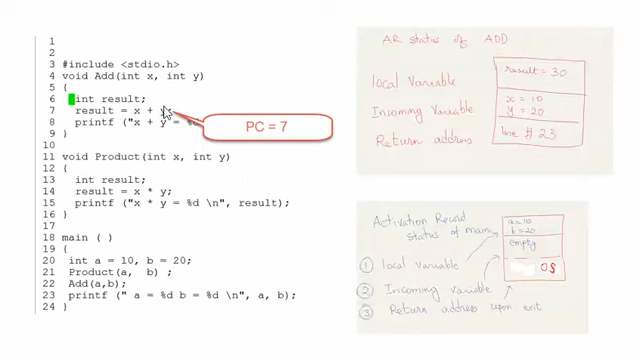 1
2
3 #include <stdio.h>
4 void Add(int x, int y)
5 {
6 int result;
7 result = x + y;
8 printf ("x + y = %d
9 }
10
11 void Product(int x, int y)
12 {
13 int result;
14 result = x * y;
15 printf ("x * y = %d \n", result);
16 }
17
18 main ( )
19 {
20 int a = 10, b = 20;
21 Product(a, b) ;
22 Add(a,b);
23 printf (" a = %d b = %d \n", a, b);
24 }
PC = 7
AR status of ADD
local Variable
result = 30
Incoming Variable
x = 10
y = 20
Return address
line # 23
Activation Record
status of main
a = 10
b = 20
empty
OS
① local variable
② Incoming variable
③ Return address upon exit